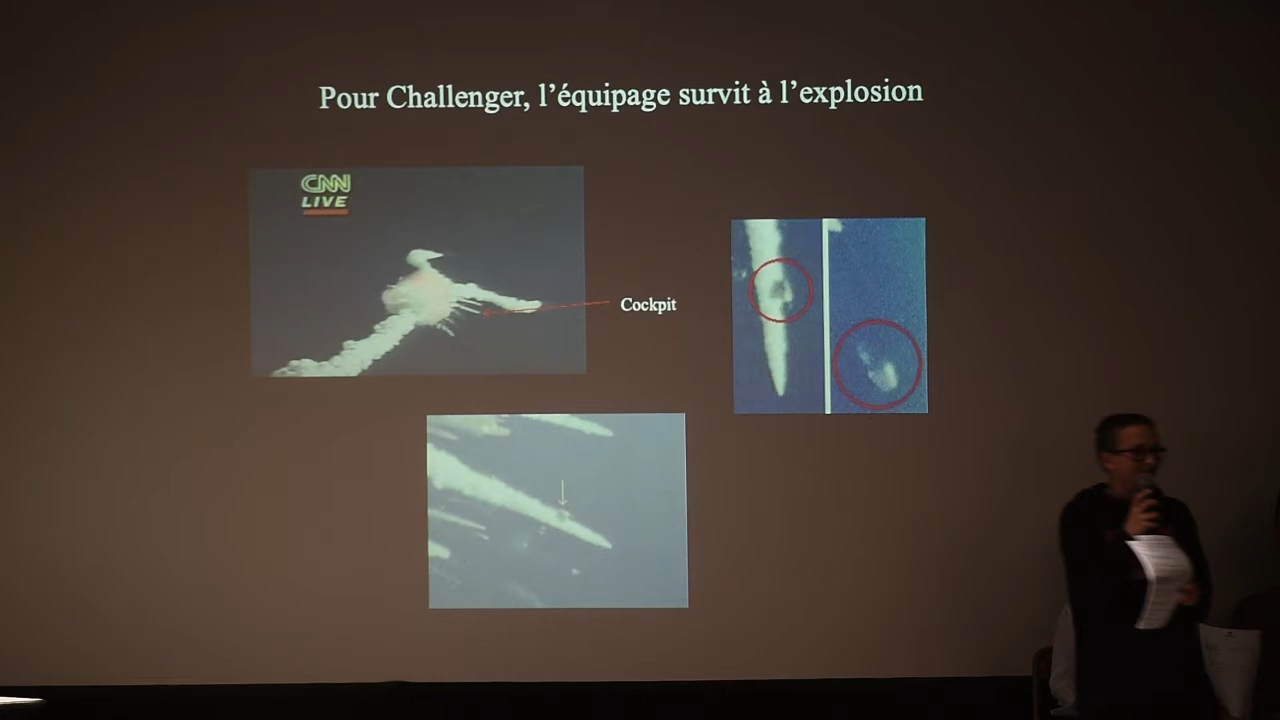 Pour Challenger, l'équipage survit à l'explosion
CNN
LIVE
Cockpit